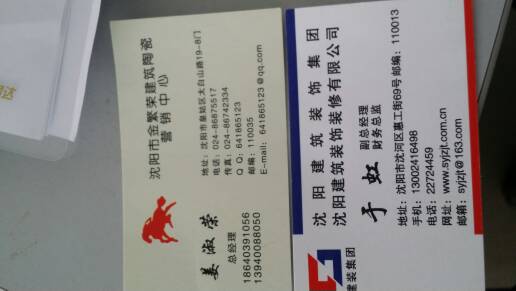 沈阳市金繁荣建筑陶瓷
营销中心
地址：沈阳市皇姑区太白山路19-8门
电话：024-86875517
传真：024-86742334
Q Q：641865123
邮编：110035
E-mail：641865123@qq.com
姜淑荣
总经理
18640391056
13940088050
沈阳建筑装饰集团
沈阳建筑装饰装修有限公司
于虹
副总经理
财务总监
地址：沈阳市沈河区惠工街69号 邮编：110013
手机：13002416498
电话：22724459
网址：www.syjzjt.com.cn
邮箱：syjzjt@163.com
建装集团
达